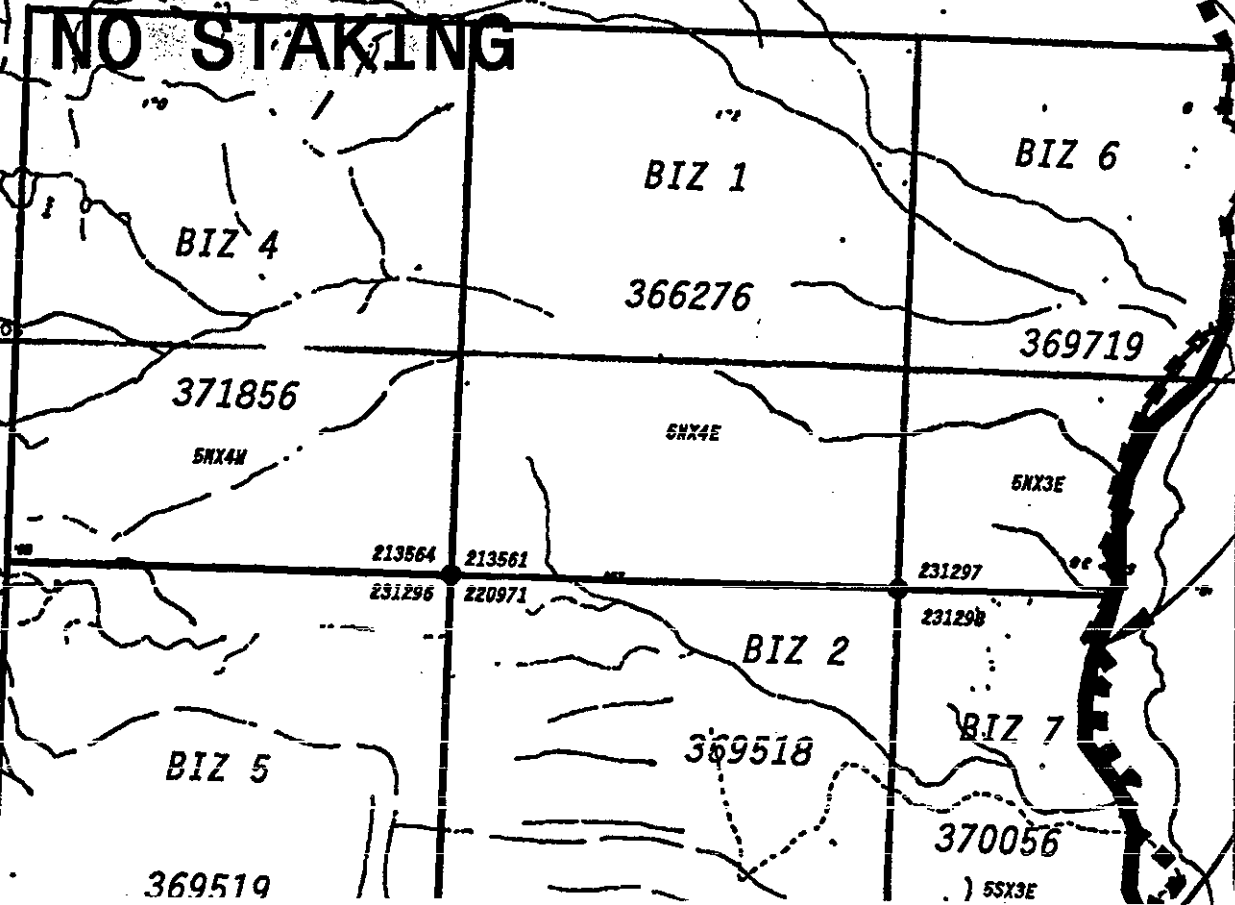 NO STAKING
BIZ 4
BIZ 1
BIZ 6
371856
366276
369719
5NX4W
5NX4E
5NX3E
213564
213561
231297
231296
220971
231298
BIZ 5
BIZ 2
BIZ 7
369519
369518
370056
5SX3E